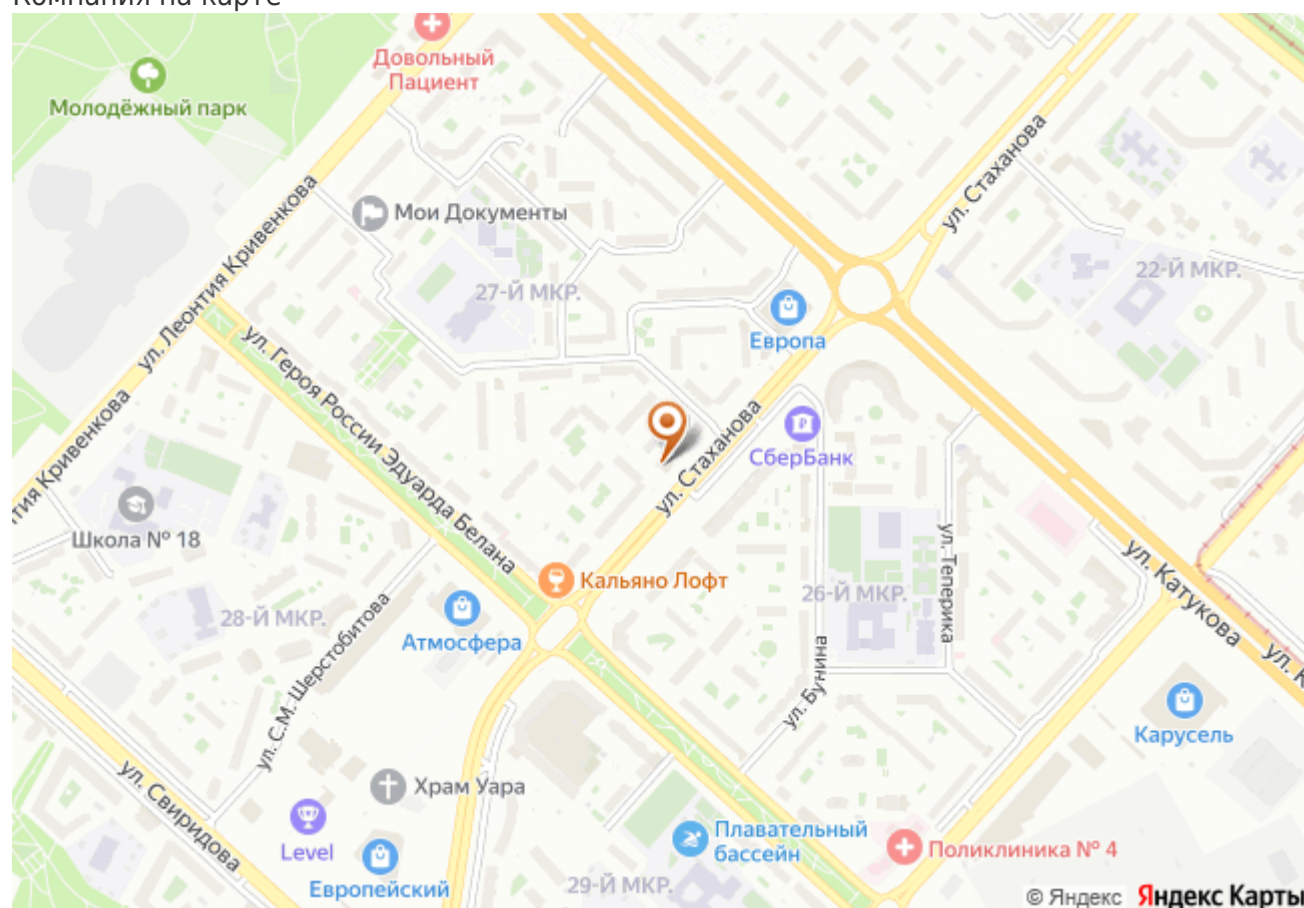 Компания на карте
Довольный
Пациент
Молодёжный парк
ул. Стаханова
Мои Документы
ул. Леонтия Кривенкова
22-Й МКР.
27-Й МКР.
Европа
ул. Героя России Эдуарда Белана
ул. Стаханова
СберБанк
тия Кривенкова
Школа № 18
ул. Теперика
ул. Катукова
Кальяно Лофт
26-Й МКР.
28-Й МКР.
Атмосфера
ул. С.М. Шерстобитова
ул. К
ул. Бунина
Карусель
ул. Свиридова
Храм Уара
Плавательный
бассейн
Поликлиника № 4
Level
Европейский
29-Й МКР.
© Яндекс Яндекс Карты